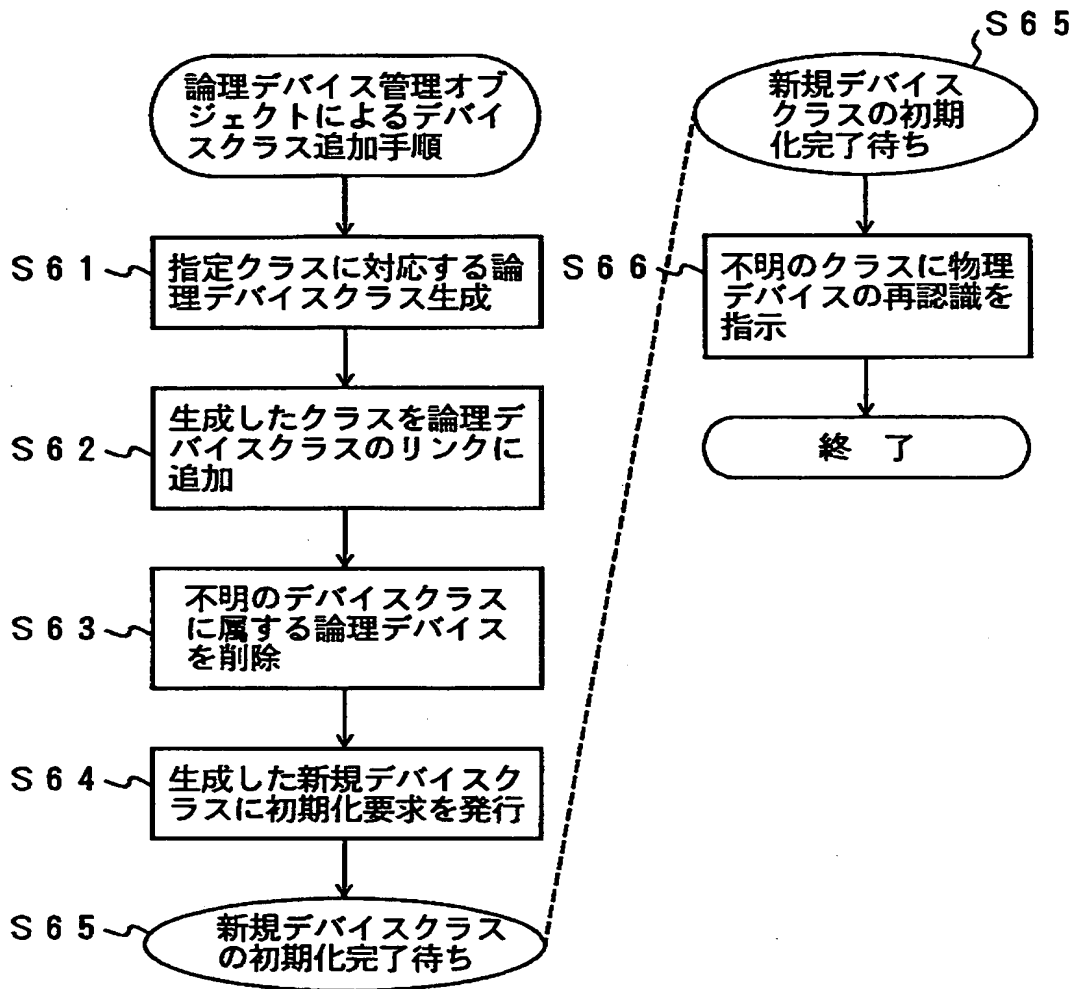 論理デバイス管理オブ
ジェクトによるデバイ
スクラス追加手順
S61
指定クラスに対応する論
理デバイスクラス生成
S62
生成したクラスを論理デ
バイスクラスのリンクに
追加
S63
不明のデバイスクラス
に属する論理デバイス
を削除
S64
生成した新規デバイスク
ラスに初期化要求を発行
S65
新規デバイスクラス
の初期化完了待ち
S65
新規デバイス
クラスの初期
化完了待ち
S66
不明のクラスに物理
デバイスの再認識を
指示
終 了